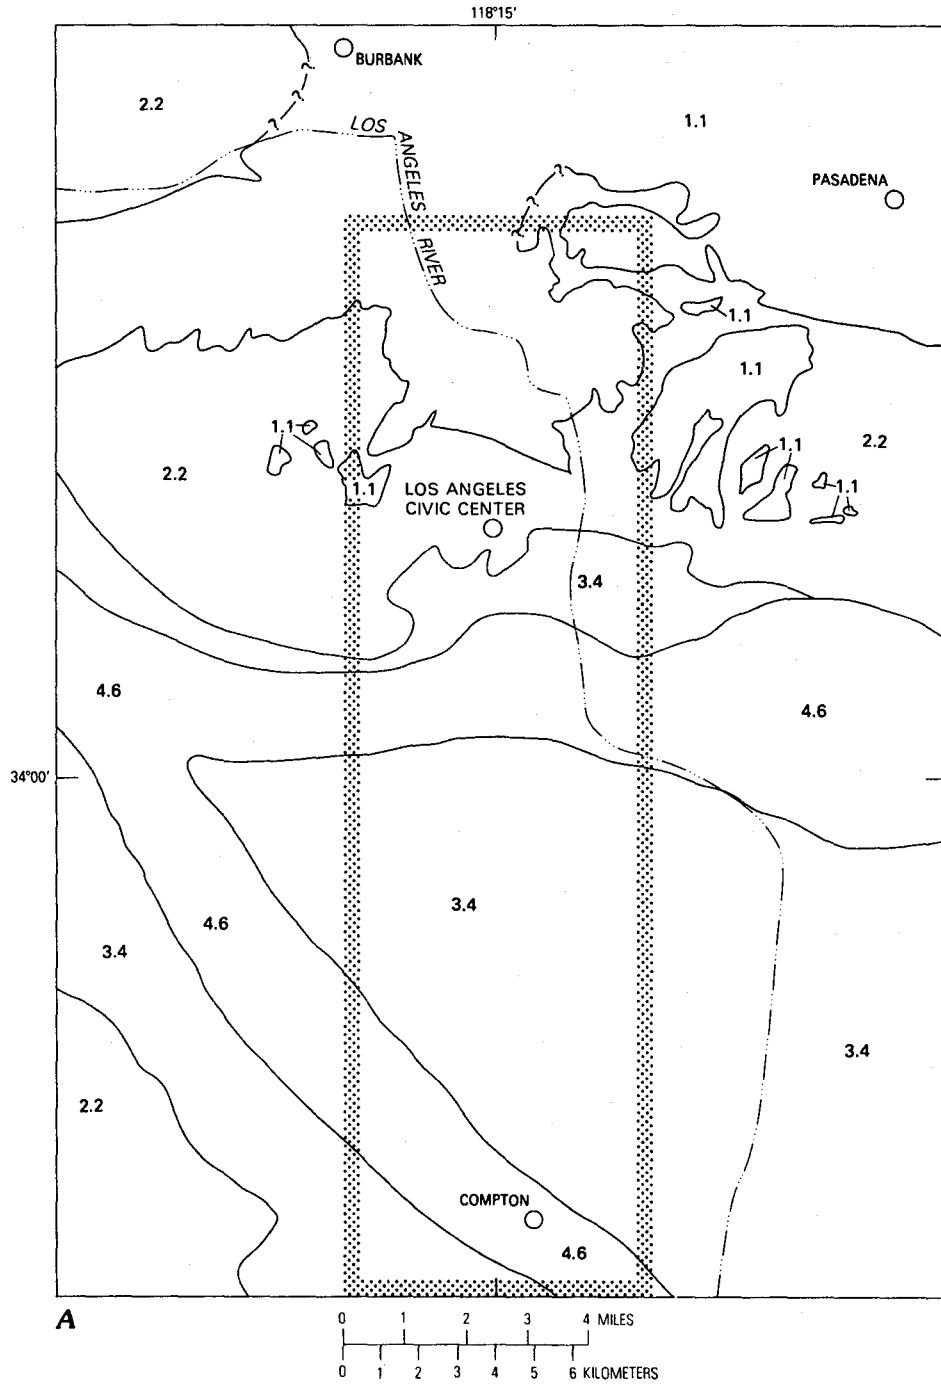 118°15'
BURBANK
2.2
LOS ANGELES RIVER
1.1
PASADENA
1.1
1.1
1.1
2.2
1.1
2.2
1.1
1.1
LOS ANGELES
CIVIC CENTER
3.4
4.6
4.6
34°00'
3.4
4.6
3.4
3.4
2.2
COMPTON
4.6
A
0 1 2 3 4 MILES
0 1 2 3 4 5 6 KILOMETERS
? ? ? ? ? ?